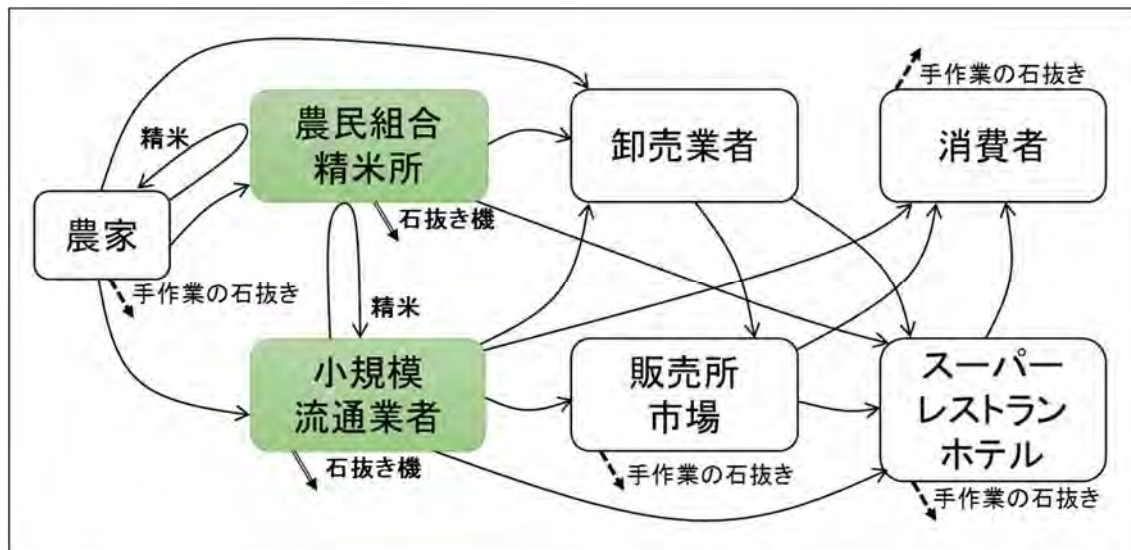 手作業の石抜き
精米
農民組合
精米所
卸売業者
消費者
農家
石抜き機
手作業の石抜き
精米
小規模
流通業者
販売所
市場
スーパー
レストラン
ホテル
石抜き機
手作業の石抜き
手作業の石抜き